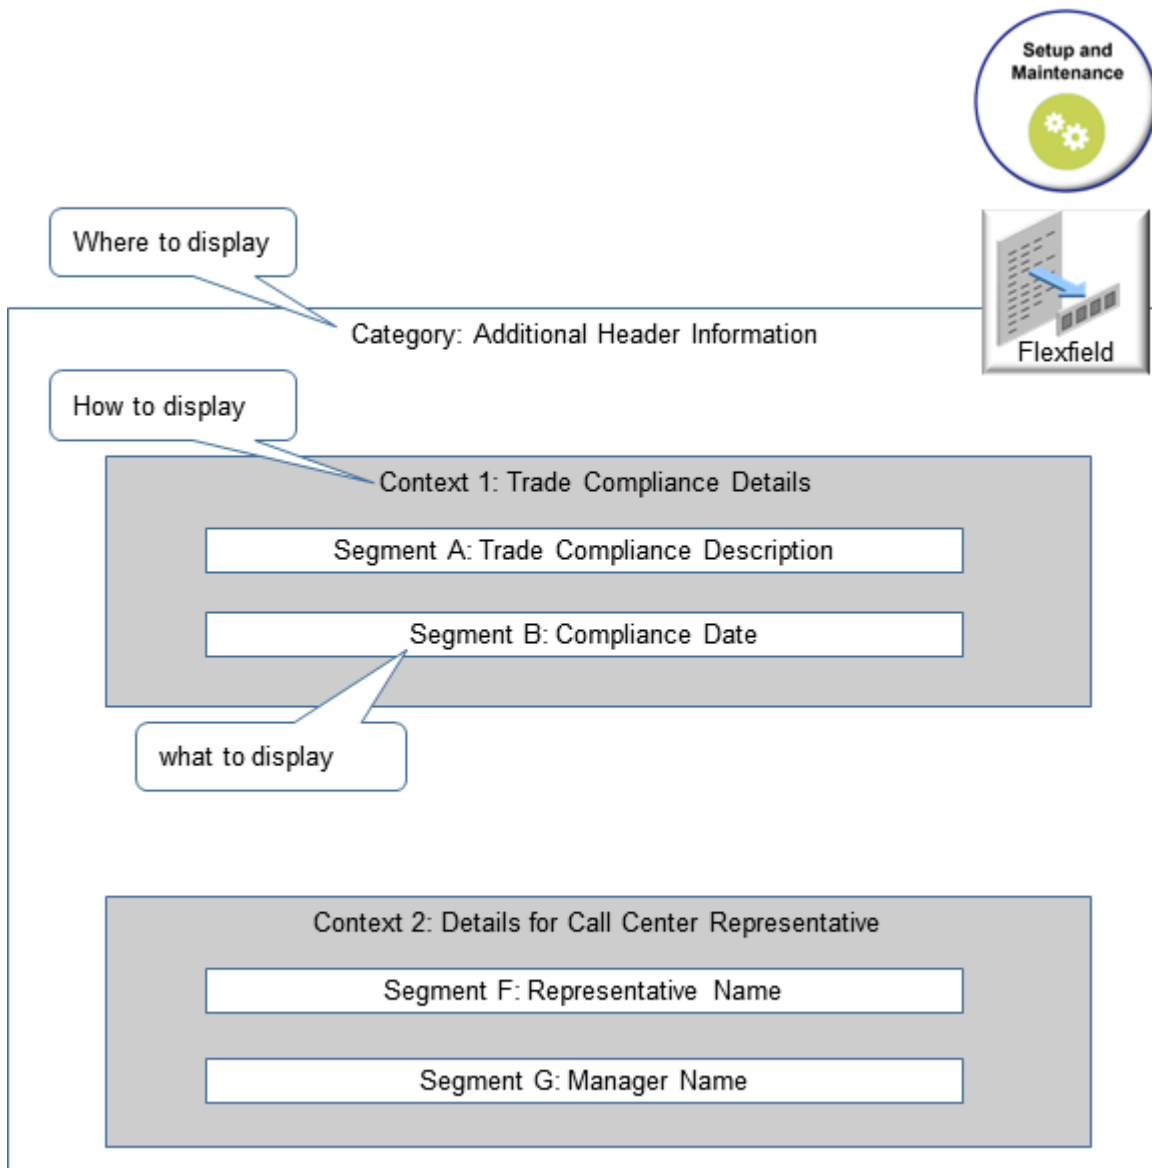 Setup and
Maintenance
Where to display
Flexfield
Category: Additional Header Information
How to display
Context 1: Trade Compliance Details
Segment A: Trade Compliance Description
Segment B: Compliance Date
what to display
Context 2: Details for Call Center Representative
Segment F: Representative Name
Segment G: Manager Name